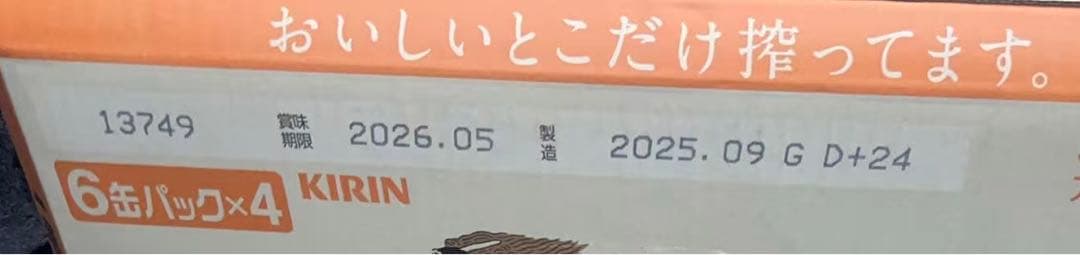 おいしいとこだけ搾ってます。
13749 賞味期限 2026.05 製造 2025.09 G D+24
6缶パック×4 KIRIN